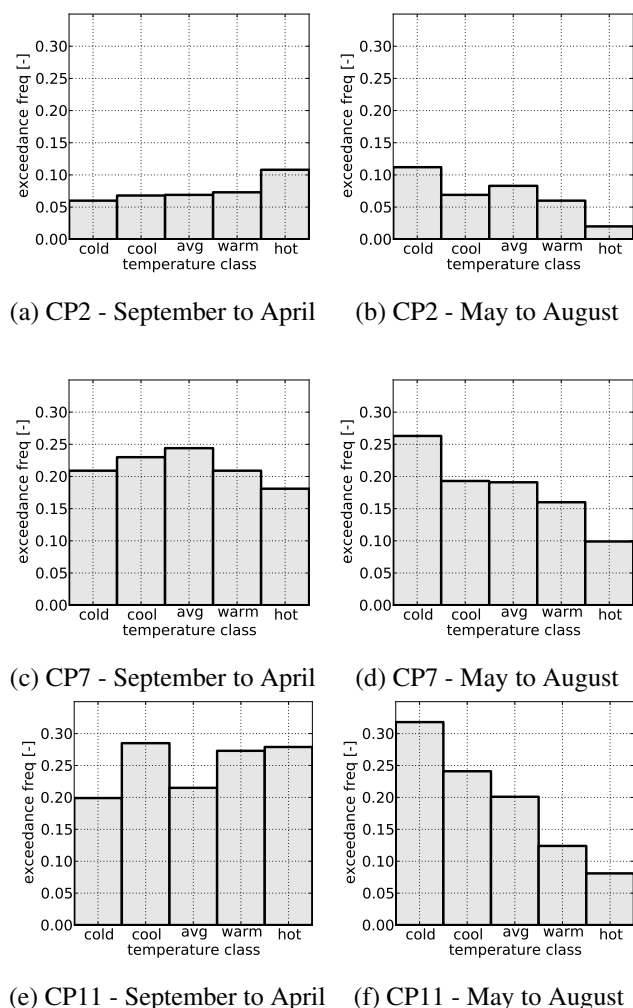 0.30
0.25
0.20
0.15
0.10
0.05
0.00
exceedance freq [-]
cold cool avg warm hot
temperature class
(a) CP2 - September to April
0.30
0.25
0.20
0.15
0.10
0.05
0.00
exceedance freq [-]
cold cool avg warm hot
temperature class
(b) CP2 - May to August
0.30
0.25
0.20
0.15
0.10
0.05
0.00
exceedance freq [-]
cold cool avg warm hot
temperature class
(c) CP7 - September to April
0.30
0.25
0.20
0.15
0.10
0.05
0.00
exceedance freq [-]
cold cool avg warm hot
temperature class
(d) CP7 - May to August
0.30
0.25
0.20
0.15
0.10
0.05
0.00
exceedance freq [-]
cold cool avg warm hot
temperature class
(e) CP11 - September to April
0.30
0.25
0.20
0.15
0.10
0.05
0.00
exceedance freq [-]
cold cool avg warm hot
temperature class
(f) CP11 - May to August